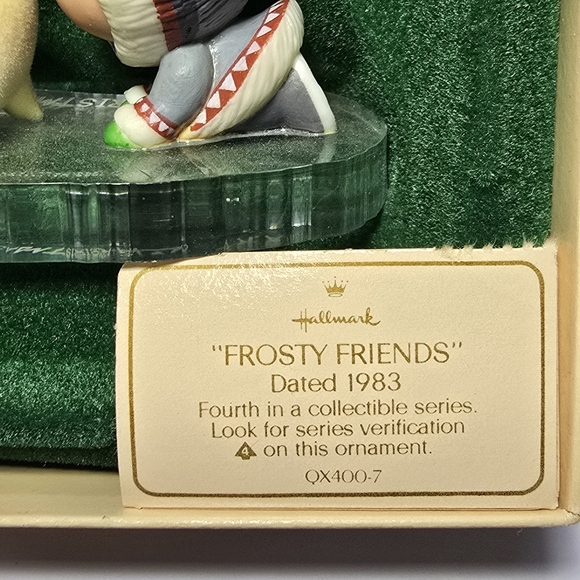 Hallmark
"FROSTY FRIENDS"
Dated 1983
Fourth in a collectible series.
Look for series verification
4 on this ornament.
QX400-7